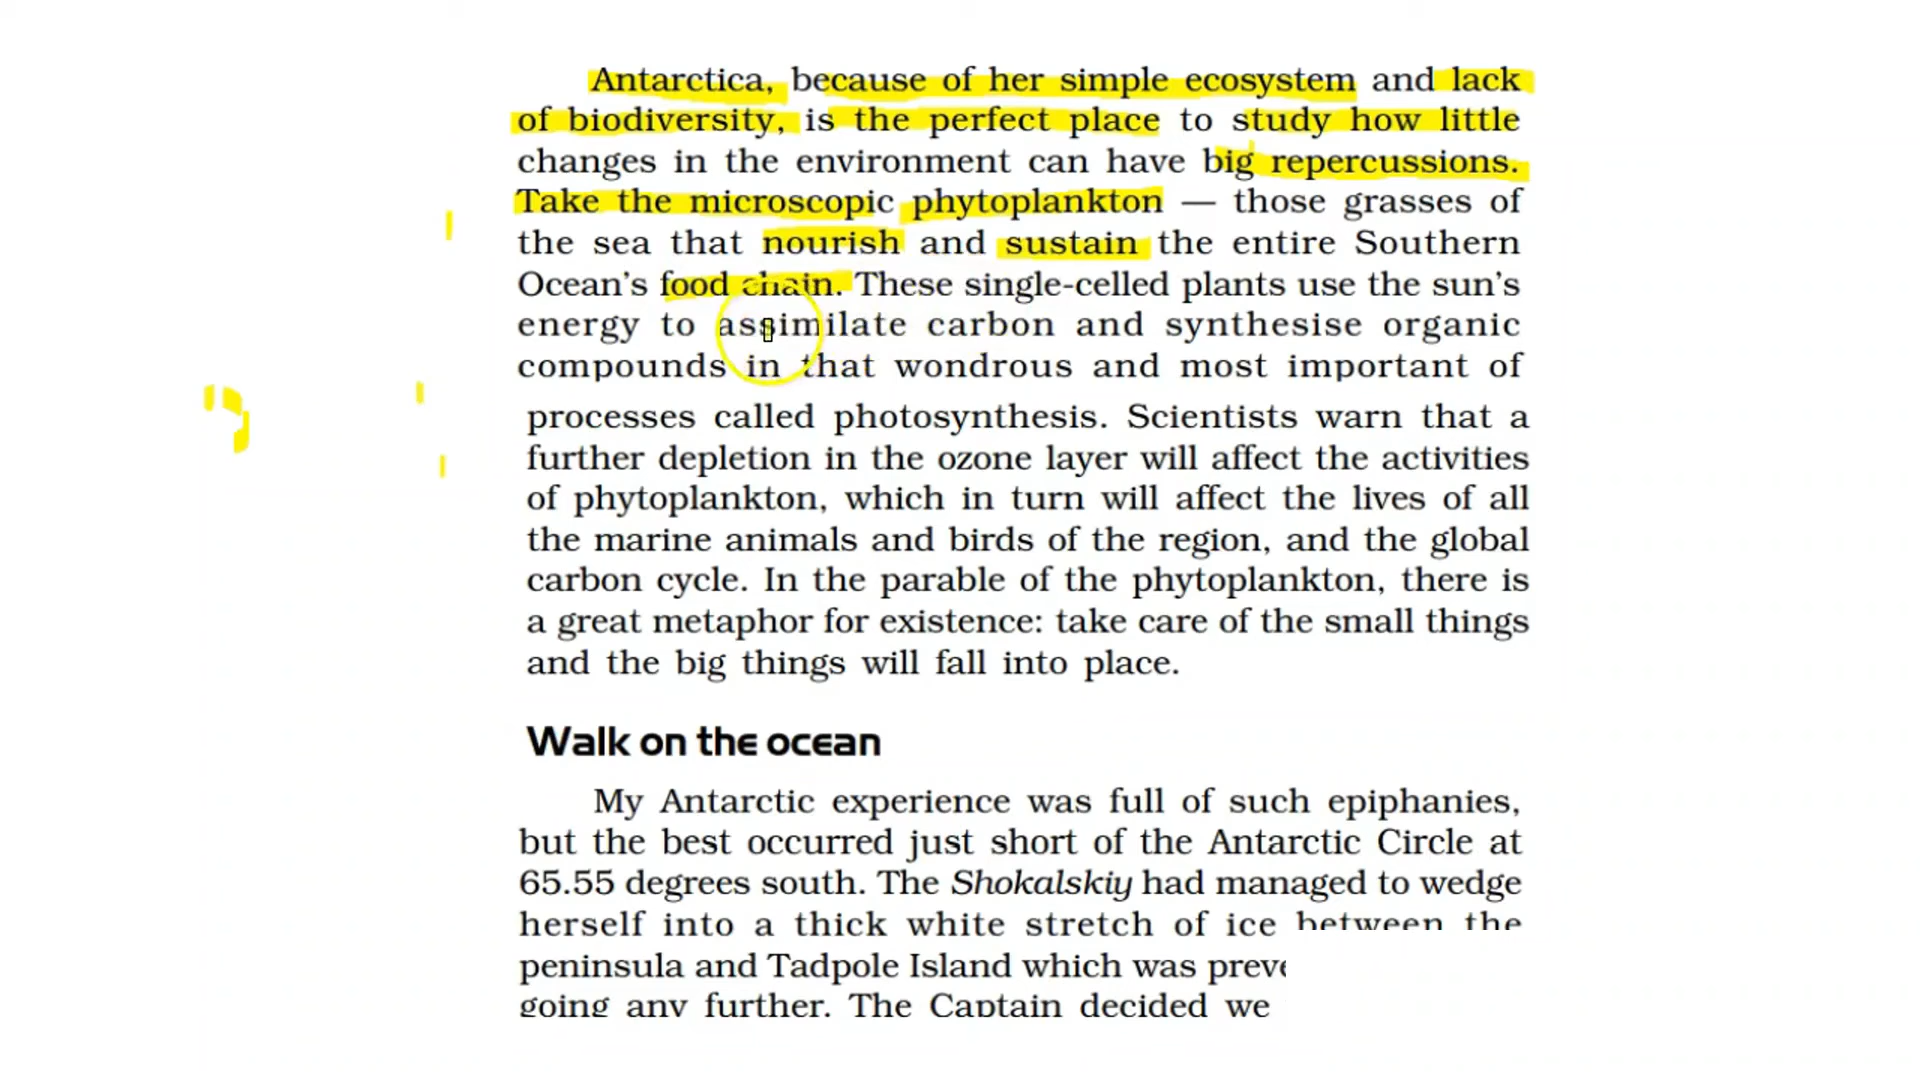 Antarctica, because of her simple ecosystem and lack
of biodiversity, is the perfect place to study how little
changes in the environment can have big repercussions.
Take the microscopic phytoplankton — those grasses of
the sea that nourish and sustain the entire Southern
Ocean’s food chain. These single-celled plants use the sun’s
energy to assimilate carbon and synthesise organic
compounds in that wondrous and most important of
processes called photosynthesis. Scientists warn that a
further depletion in the ozone layer will affect the activities
of phytoplankton, which in turn will affect the lives of all
the marine animals and birds of the region, and the global
carbon cycle. In the parable of the phytoplankton, there is
a great metaphor for existence: take care of the small things
and the big things will fall into place.
Walk on the ocean
My Antarctic experience was full of such epiphanies,
but the best occurred just short of the Antarctic Circle at
65.55 degrees south. The Shokalskiy had managed to wedge
herself into a thick white stretch of ice between the
peninsula and Tadpole Island which was
going any further. The Captain decided we